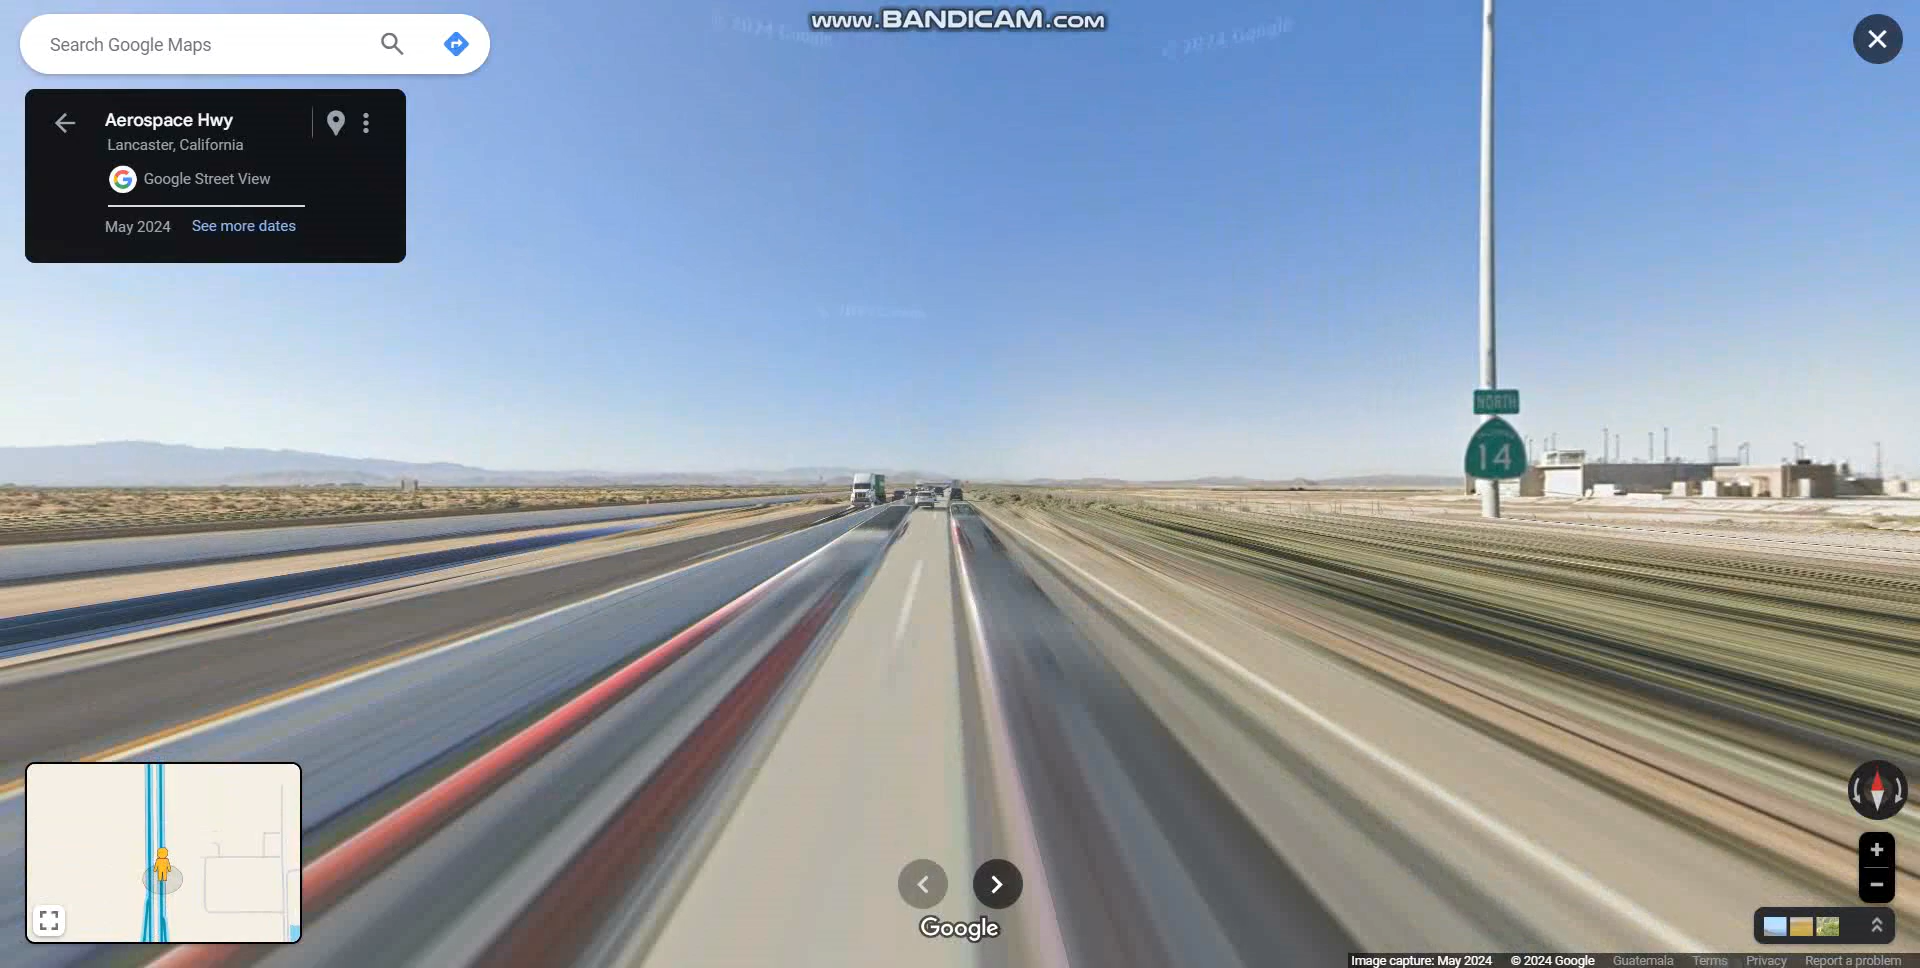 www.BANDICAM.com
Search Google Maps
Aerospace Hwy
Lancaster, California
Google Street View
May 2024 See more dates
NORTH
14
Google
Image capture: May 2024 © 2024 Google Guatemala Terms Privacy Report a problem